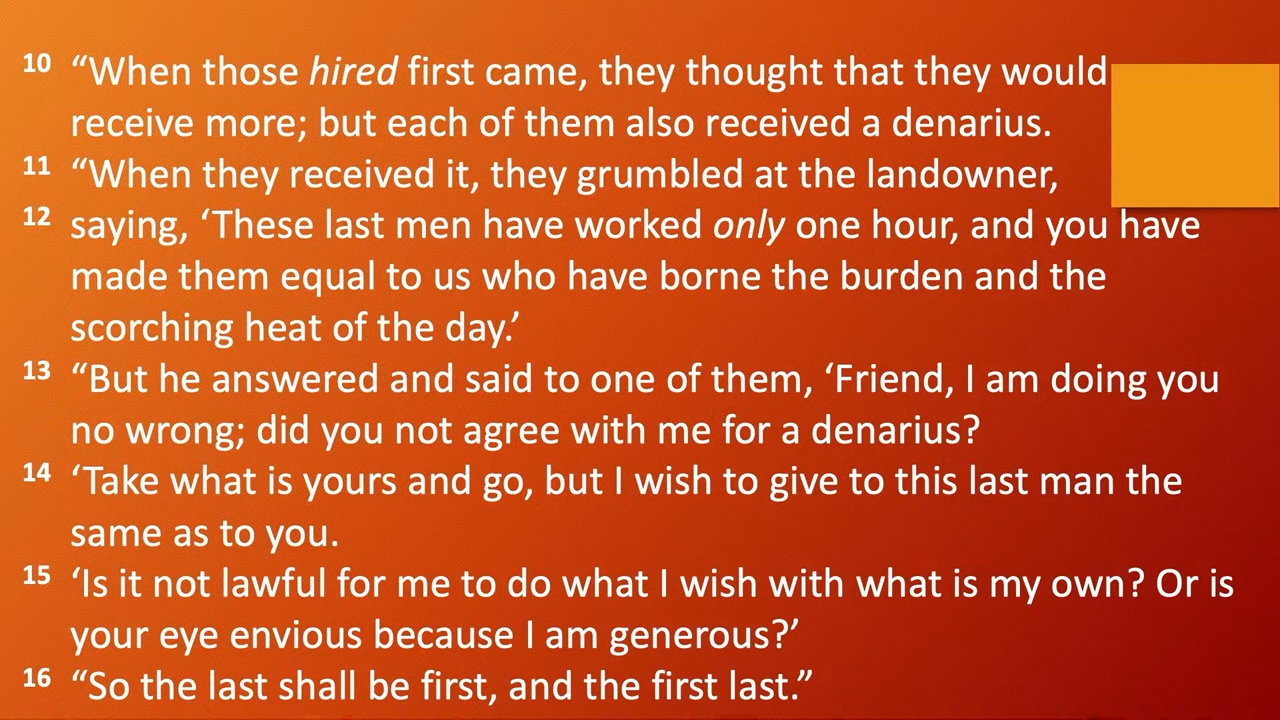 10 “When those hired first came, they thought that they would
receive more; but each of them also received a denarius.
11 “When they received it, they grumbled at the landowner,
12 saying, ‘These last men have worked only one hour, and you have
made them equal to us who have borne the burden and the
scorching heat of the day.’
13 “But he answered and said to one of them, ‘Friend, I am doing you
no wrong; did you not agree with me for a denarius?
14 ‘Take what is yours and go, but I wish to give to this last man the
same as to you.
15 ‘Is it not lawful for me to do what I wish with what is my own? Or is
your eye envious because I am generous?’
16 “So the last shall be first, and the first last.”